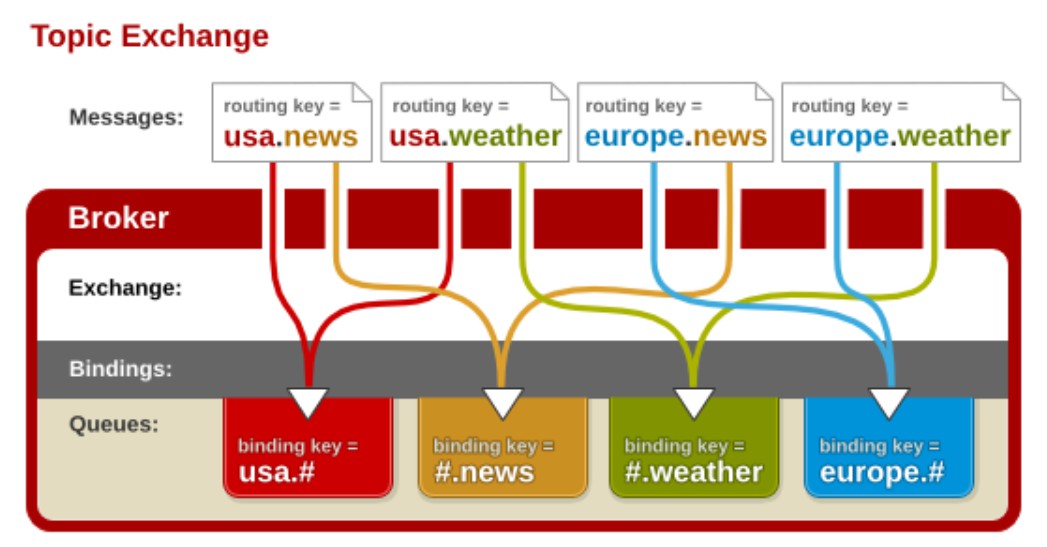 Topic Exchange
Messages:
routing key =
usa.news
routing key =
usa.weather
routing key =
europe.news
routing key =
europe.weather
Broker
Exchange:
Bindings:
Queues:
binding key =
usa.#
binding key =
#.news
binding key =
#.weather
binding key =
europe.#